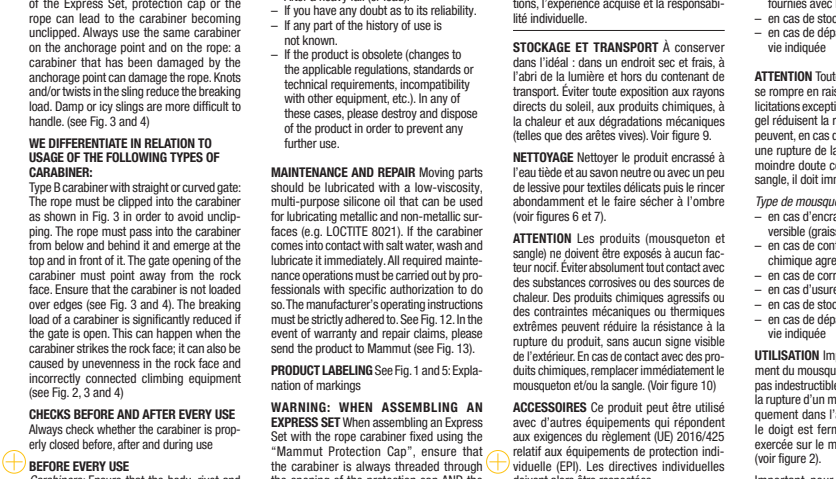 of the Express Set, protection cap or the
rope can lead to the carabiner becoming
unclipped. Always use the same carabiner
on the anchorage point and on the rope: a
carabiner that has been damaged by the
anchorage point can damage the rope. Knots
and/or twists in the sling reduce the breaking
load. Damp or icy slings are more difficult to
handle. (see Fig. 3 and 4)
WE DIFFERENTIATE IN RELATION TO
USAGE OF THE FOLLOWING TYPES OF
CARABINER:
Type B carabiner with straight or curved gate:
The rope must be clipped into the carabiner
as shown in Fig. 3 in order to avoid unclip-
ping. The rope must pass into the carabiner
from below and behind it and emerge at the
top and in front of it. The gate opening of the
carabiner must point away from the rock
face. Ensure that the carabiner is not loaded
over edges (see Fig. 3 and 4). The breaking
load of a carabiner is significantly reduced if
the gate is open. This can happen when the
carabiner strikes the rock face; it can also be
caused by unevenness in the rock face and
incorrectly connected climbing equipment
(see Fig. 2, 3 and 4)
CHECKS BEFORE AND AFTER EVERY USE
Always check whether the carabiner is prop-
erly closed before, after and during use
BEFORE EVERY USE
Carabiners: Ensure that the body, rivet and
– If you have any doubt as to its reliability.
– If any part of the history of use is
not known.
– If the product is obsolete (changes to
the applicable regulations, standards or
technical requirements, incompatibility
with other equipment, etc.). In any of
these cases, please destroy and dispose
of the product in order to prevent any
further use.
MAINTENANCE AND REPAIR Moving parts
should be lubricated with a low-viscosity,
multi-purpose silicone oil that can be used
for lubricating metallic and non-metallic sur-
faces (e.g. LOCTITE 8021). If the carabiner
comes into contact with salt water, wash and
lubricate it immediately. All required mainte-
nance operations must be carried out by pro-
fessionals with specific authorization to do
so. The manufacturer's operating instructions
must be strictly adhered to. See Fig. 12. In the
event of warranty and repair claims, please
send the product to Mammut (see Fig. 13).
PRODUCT LABELING See Fig. 1 and 5: Expla-
nation of markings
WARNING: WHEN ASSEMBLING AN
EXPRESS SET When assembling an Express
Set with the rope carabiner fixed using the
“Mammut Protection Cap”, ensure that
the carabiner is always threaded through
the opening of the protection cap AND the
tions, l'expérience acquise et la responsabi-
lité individuelle.
STOCKAGE ET TRANSPORT À conserver
dans l'idéal : dans un endroit sec et frais, à
l'abri de la lumière et hors du contenant de
transport. Éviter toute exposition aux rayons
directs du soleil, aux produits chimiques, à
la chaleur et aux dégradations mécaniques
(telles que des arêtes vives). Voir figure 9.
NETTOYAGE Nettoyer le produit encrassé à
l'eau tiède et au savon neutre ou avec un peu
de lessive pour textiles délicats puis le rincer
abondamment et le faire sécher à l'ombre
(voir figures 6 et 7).
ATTENTION Les produits (mousqueton et
sangle) ne doivent être exposés à aucun fac-
teur nocif. Éviter absolument tout contact avec
des substances corrosives ou des sources de
chaleur. Des produits chimiques agressifs ou
des contraintes mécaniques ou thermiques
extrêmes peuvent réduire la résistance à la
rupture du produit, sans aucun signe visible
de l'extérieur. En cas de contact avec des pro-
duits chimiques, remplacer immédiatement le
mousqueton et/ou la sangle. (Voir figure 10)
ACCESSOIRES Ce produit peut être utilisé
avec d'autres équipements qui répondent
aux exigences du règlement (UE) 2016/425
relatif aux équipements de protection indi-
viduelle (EPI). Les directives individuelles
doivent alors être respectées
fournies avec
– en cas de
– en cas de
vie indiquée
ATTENTION
se rompre en
licitations
gel réduisent la
peuvent, en cas
une rupture de
moindre doute
sangle, il doit
Type de
– en cas
versible
– en cas de
chimique
– en cas de
– en cas d'usure
– en cas de
– en cas de
vie indiquée
UTILISATION
ment du
pas
la rupture d'un
quement dans
le doigt est
exercée sur le
(voir figure 2).
Important